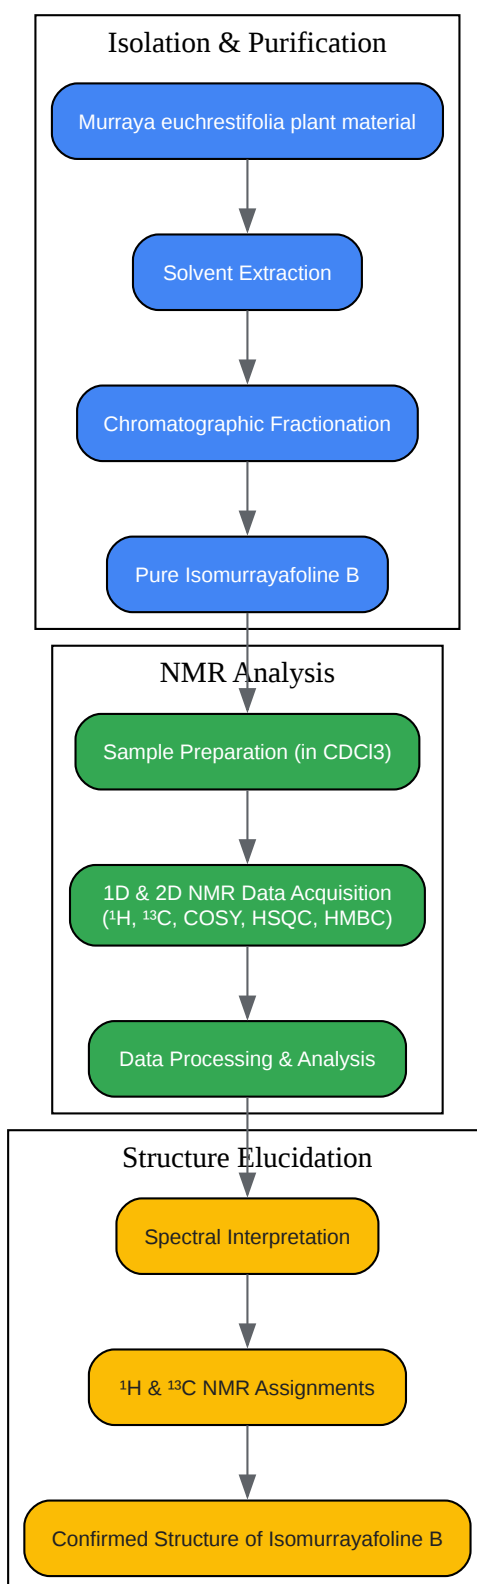 Isolation & Purification
Murraya euchrestifolia plant material
Solvent Extraction
Chromatographic Fractionation
Pure Isomurrayafoline B
NMR Analysis
Sample Preparation (in CDCl3)
1D & 2D NMR Data Acquisition
(¹H, ¹³C, COSY, HSQC, HMBC)
Data Processing & Analysis
Structure Elucidation
Spectral Interpretation
¹H & ¹³C NMR Assignments
Confirmed Structure of Isomurrayafoline B